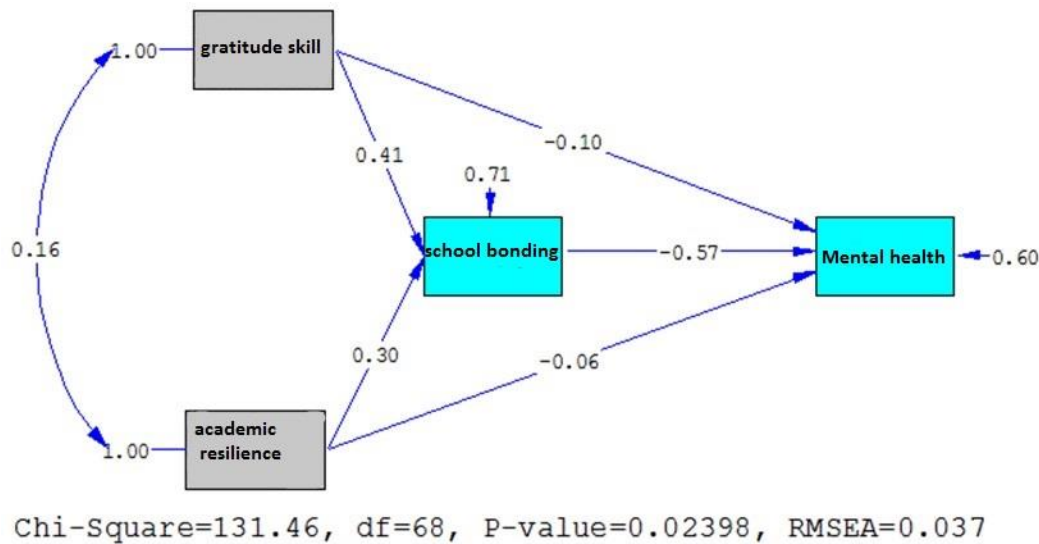 1.00
gratitude skill
-0.10
0.41
0.71
0.16
school bonding
-0.57
Mental health
0.60
0.30
-0.06
academic
resilience
1.00
Chi-Square=131.46, df=68, P-value=0.02398, RMSEA=0.037